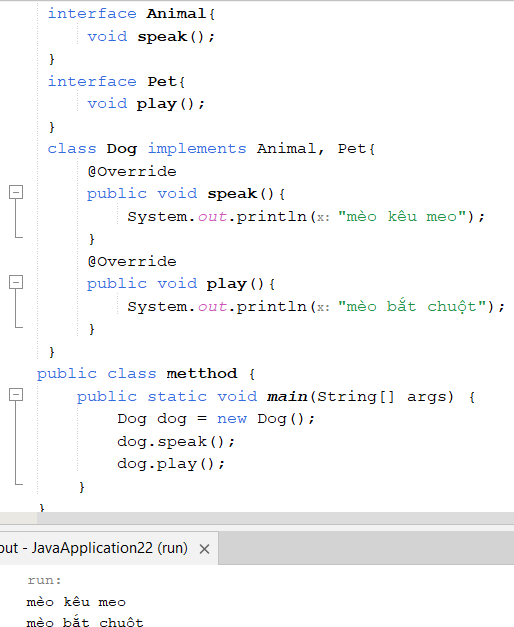 interface Animal{
void speak();
}
interface Pet{
void play();
}
class Dog implements Animal, Pet{
@Override
public void speak(){
System.out.println(x: "mèo kêu meo");
}
@Override
public void play(){
System.out.println(x: "mèo bắt chuột");
}
}
public class metthod {
public static void main(String[] args) {
Dog dog = new Dog();
dog.speak();
dog.play();
}
}
out - JavaApplication22 (run) ×
run:
mèo kêu meo
mèo bắt chuột